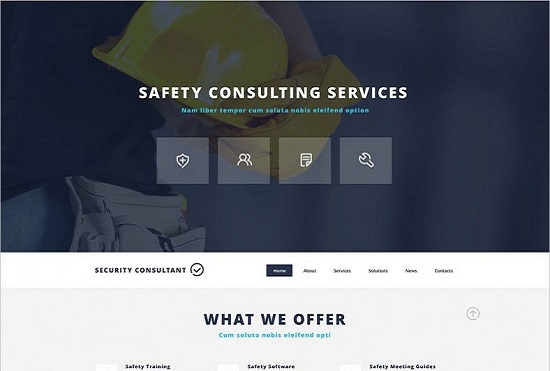 SAFETY CONSULTING SERVICES
Nam liber tempor cum soluta nobis eleifend option
SECURITY CONSULTANT
Home About Services Solutions News Contacts
WHAT WE OFFER
Cum soluta nobis eleifend opti
Safety Training Safety Software Safety Meeting Guides